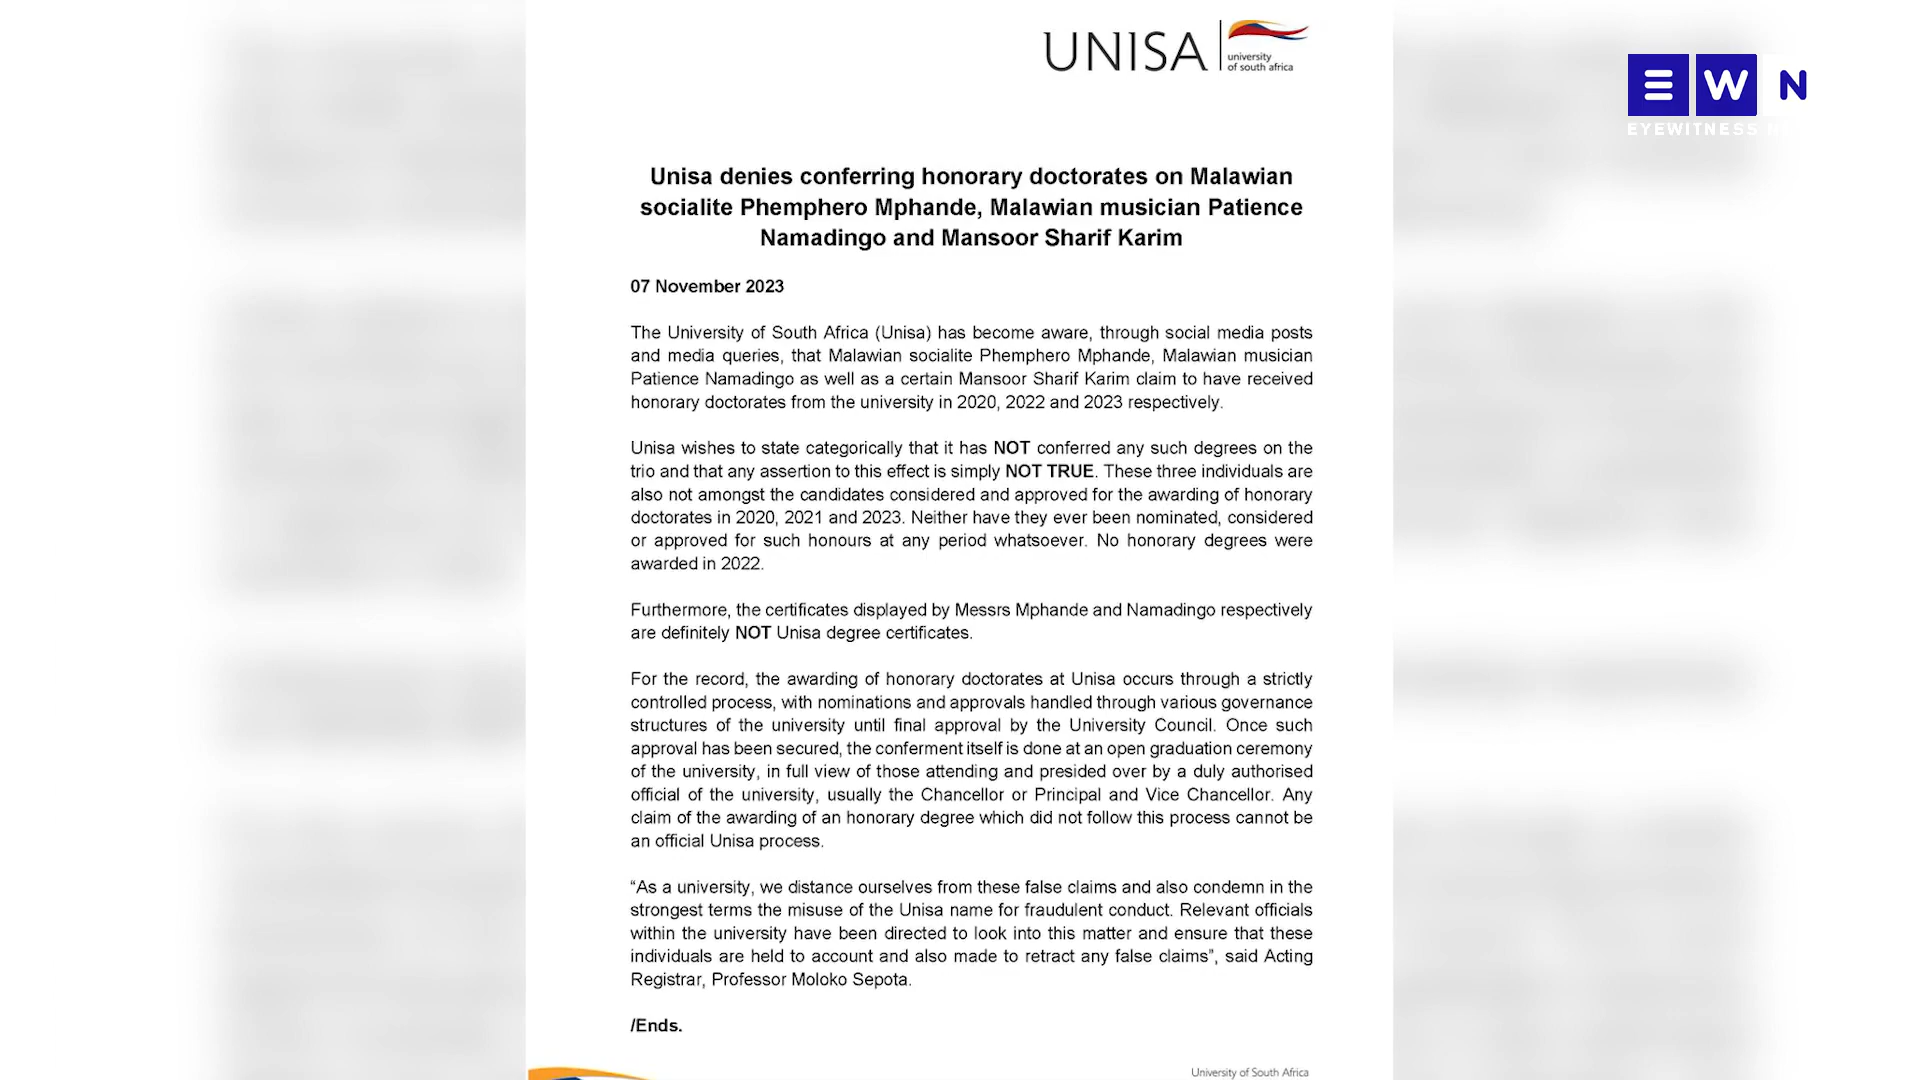 UNISA
university
of south africa
E W N
EYEWITNESS
Unisa denies conferring honorary doctorates on Malawian
socialite Phemphero Mphande, Malawian musician Patience
Namadingo and Mansoor Sharif Karim
07 November 2023
The University of South Africa (Unisa) has become aware, through social media posts
and media queries, that Malawian socialite Phemphero Mphande, Malawian musician
Patience Namadingo as well as a certain Mansoor Sharif Karim claim to have received
honorary doctorates from the university in 2020, 2022 and 2023 respectively.
Unisa wishes to state categorically that it has NOT conferred any such degrees on the
trio and that any assertion to this effect is simply NOT TRUE. These three individuals are
also not amongst the candidates considered and approved for the awarding of honorary
doctorates in 2020, 2021 and 2023. Neither have they ever been nominated, considered
or approved for such honours at any period whatsoever. No honorary degrees were
awarded in 2022.
Furthermore, the certificates displayed by Messrs Mphande and Namadingo respectively
are definitely NOT Unisa degree certificates.
For the record, the awarding of honorary doctorates at Unisa occurs through a strictly
controlled process, with nominations and approvals handled through various governance
structures of the university until final approval by the University Council. Once such
approval has been secured, the conferment itself is done at an open graduation ceremony
of the university, in full view of those attending and presided over by a duly authorised
official of the university, usually the Chancellor or Principal and Vice Chancellor. Any
claim of the awarding of an honorary degree which did not follow this process cannot be
an official Unisa process.
“As a university, we distance ourselves from these false claims and also condemn in the
strongest terms the misuse of the Unisa name for fraudulent conduct. Relevant officials
within the university have been directed to look into this matter and ensure that these
individuals are held to account and also made to retract any false claims”, said Acting
Registrar, Professor Moloko Sepota.
/Ends.
University of South Africa